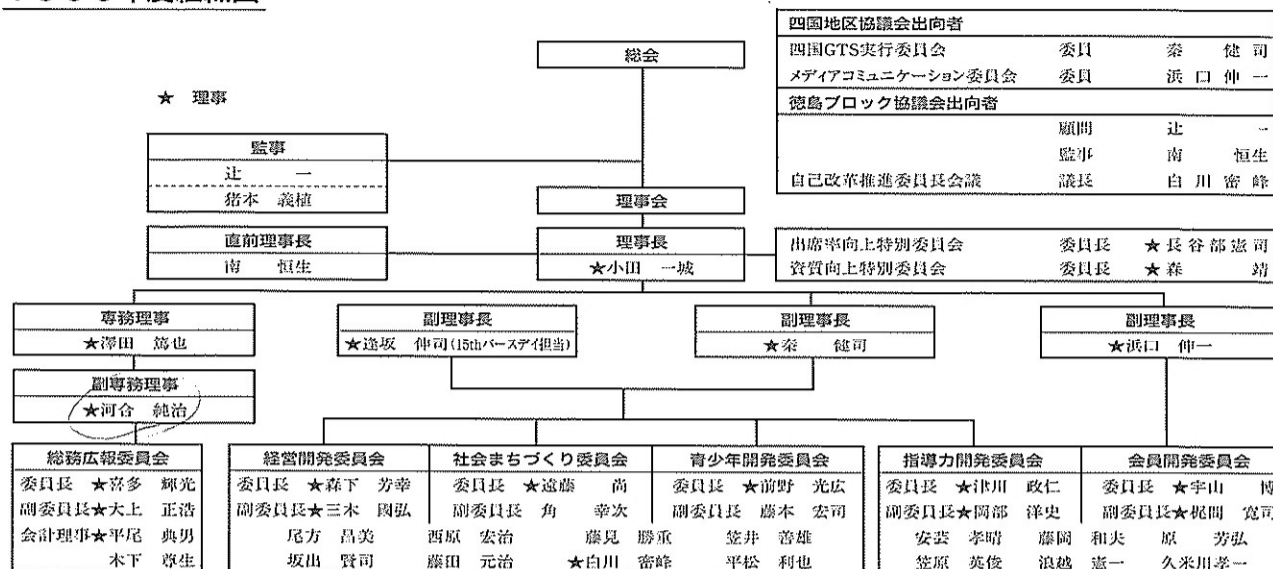 四国地区協議会出向者
四国GTS実行委員会 委員 秦 健司
メディアコミュニケーション委員会 委員 浜口伸一
徳島ブロック協議会出向者
顧問 辻 一
監事 南 恒生
自己改革推進委員長会議 議長 白川密峰
総会
★ 理事
監事
辻 一
猪本 義植
理事会
直前理事長
南 恒生
理事長
★小田 一城
出席率向上特別委員会 委員長 ★長谷部憲司
資質向上特別委員会 委員長 ★森 靖
専務理事
★澤田 篤也
副理事長
★逢坂 伸司(15thバースデイ担当)
副理事長
★秦 健司
副理事長
★浜口 伸一
副専務理事
★河合 純治
総務広報委員会
委員長 ★喜多 輝光
副委員長★大上 正浩
会計理事★平尾 典男
木下 尊生
経営開発委員会 社会まちづくり委員会 青少年開発委員会
委員長 ★森下 芳幸 委員長 ★遠藤 尚 委員長 ★前野 光広
副委員長★三木 國弘 副委員長 角 幸次 副委員長 藤本 宏司
尾方 昌美 西原 宏治 藤見 勝重 笠井 善雄
坂出 賢司 藤田 元治 ★白川 密峰 平松 利也
指導力開発委員会 会員開発委員会
委員長 ★津川 政仁 委員長 ★宇山 博
副委員長★岡部 洋史 副委員長★梶間 寛司
安芸 孝晴 藤岡 和夫 原 芳弘
笠原 英俊 浪越 憲一 久米川孝一